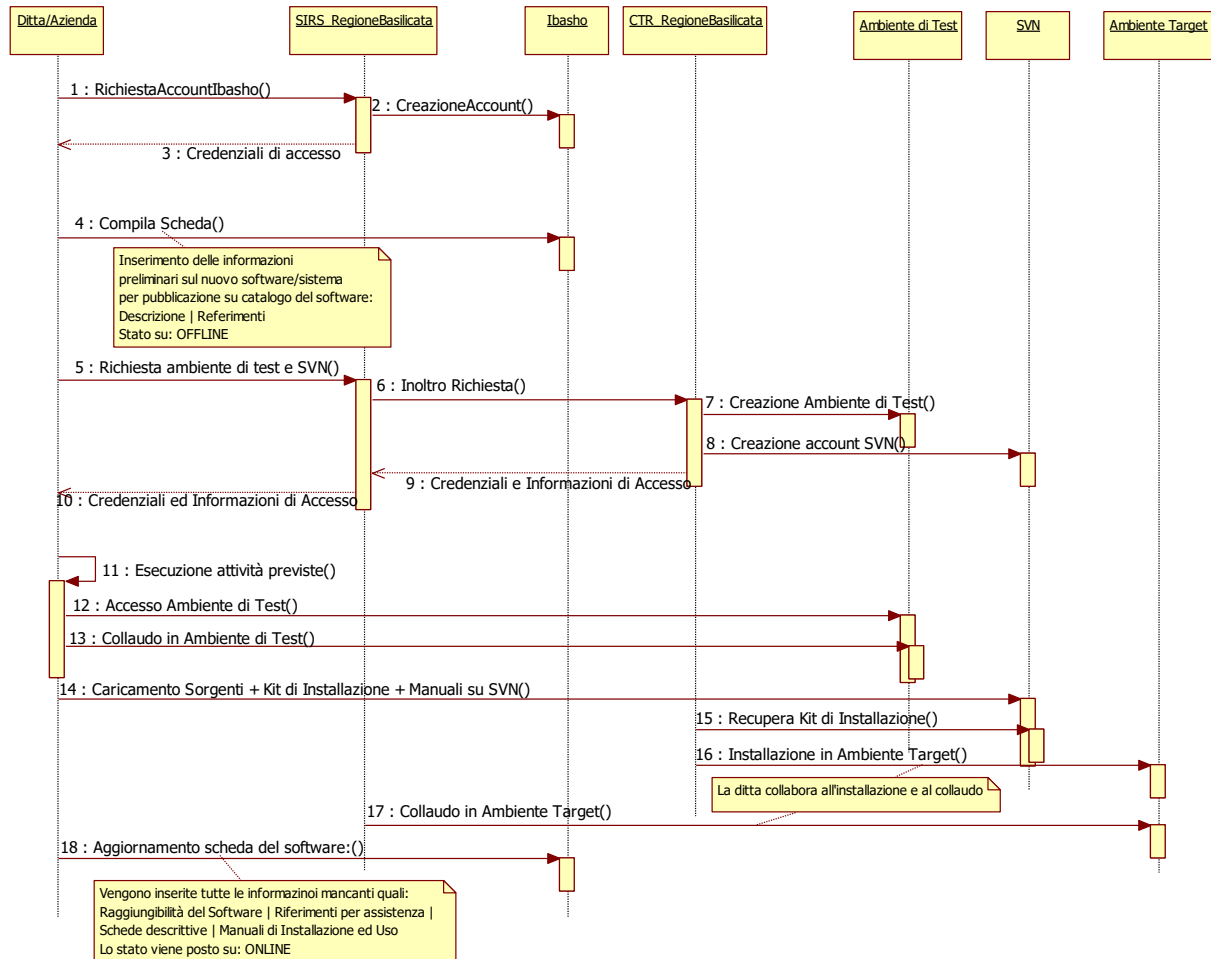 Ditta/Azienda
SIRS_RegioneBasilicata
Ibasho
CTR_RegioneBasilicata
Ambiente di Test
SVN
Ambiente Target
1 : RichiestaAccountIbasho()
2 : CreazioneAccount()
3 : Credenziali di accesso
4 : Compila Scheda()
Inserimento delle informazioni
preliminari sul nuovo software/sistema
per pubblicazione su catalogo del software:
Descrizione | Referimenti
Stato su: OFFLINE
5 : Richiesta ambiente di test e SVN()
6 : Inoltro Richiesta()
7 : Creazione Ambiente di Test()
8 : Creazione account SVN()
9 : Credenziali e Informazioni di Accesso
10 : Credenziali ed Informazioni di Accesso
11 : Esecuzione attività previste()
12 : Accesso Ambiente di Test()
13 : Collaudo in Ambiente di Test()
14 : Caricamento Sorgenti + Kit di Installazione + Manuali su SVN()
15 : Recupera Kit di Installazione()
16 : Installazione in Ambiente Target()
La ditta collabora all'installazione e al collaudo
17 : Collaudo in Ambiente Target()
18 : Aggiornamento scheda del software:()
Vengono inserite tutte le informazinoi mancanti quali:
Raggiungibilità del Software | Riferimenti per assistenza |
Schede descrittive | Manuali di Installazione ed Uso
Lo stato viene posto su: ONLINE